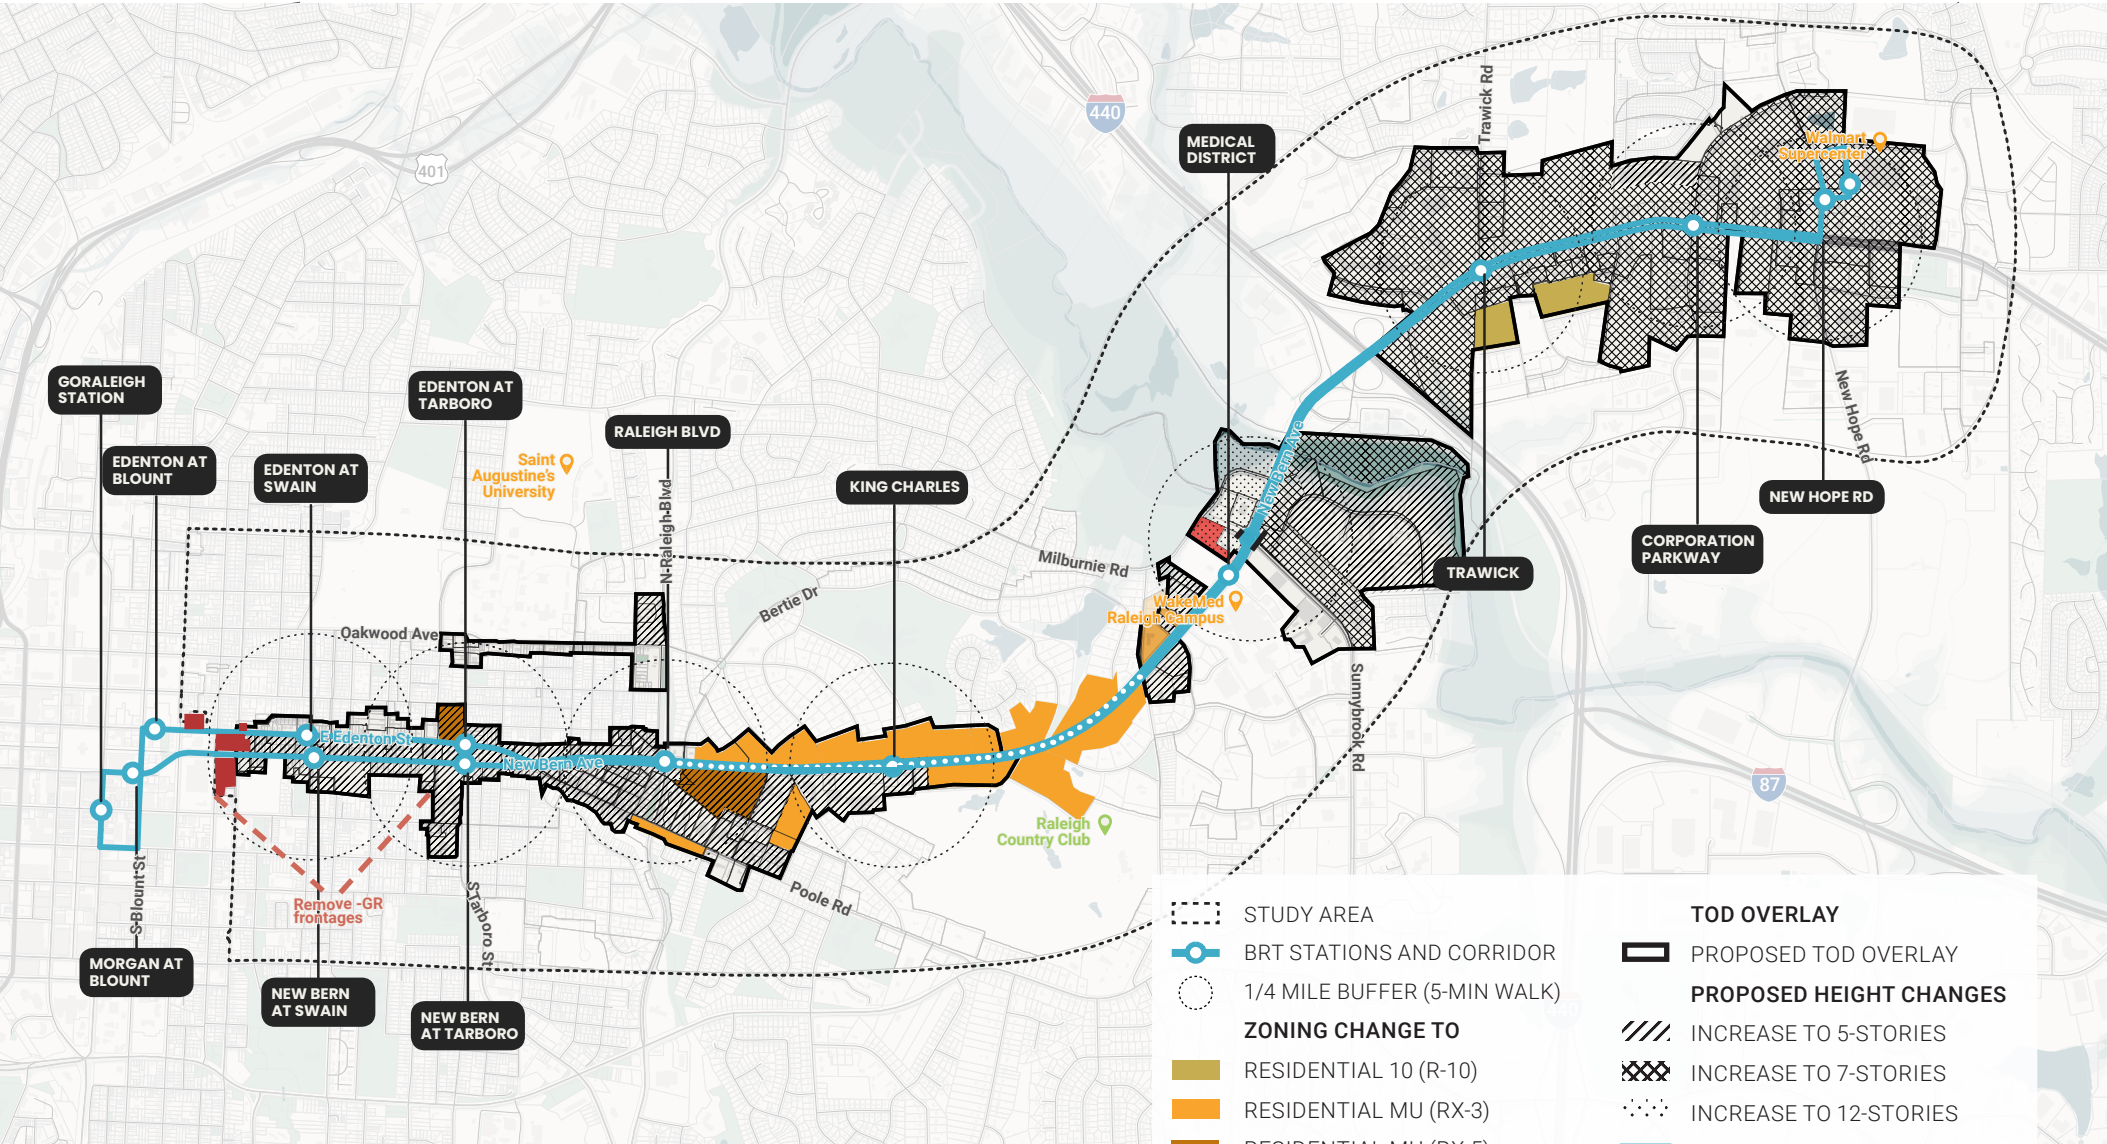 440
401
Trawick Rd
MEDICAL
DISTRICT
Walmart
Supercenter
GORALEIGH
STATION
EDENTON AT
TARBORO
RALEIGH BLVD
EDENTON AT
BLOUNT
EDENTON AT
SWAIN
Saint
Augustine's
University
KING CHARLES
N Raleigh Blvd
New Bern Ave
New Hope Rd
NEW HOPE RD
CORPORATION
PARKWAY
TRAWICK
Milburnie Rd
Bertie Dr
WakeMed
Raleigh Campus
Oakwood Ave
Sunnybrook Rd
E Edenton St
New Bern Ave
87
Raleigh
Country Club
Poole Rd
Remove -GR
frontages
S Blount St
S Tarboro St
MORGAN AT
BLOUNT
NEW BERN
AT SWAIN
NEW BERN
AT TARBORO
STUDY AREA
BRT STATIONS AND CORRIDOR
1/4 MILE BUFFER (5-MIN WALK)
ZONING CHANGE TO
RESIDENTIAL 10 (R-10)
RESIDENTIAL MU (RX-3)
RESIDENTIAL MU (RX-5)
TOD OVERLAY
PROPOSED TOD OVERLAY
PROPOSED HEIGHT CHANGES
INCREASE TO 5-STORIES
INCREASE TO 7-STORIES
INCREASE TO 12-STORIES